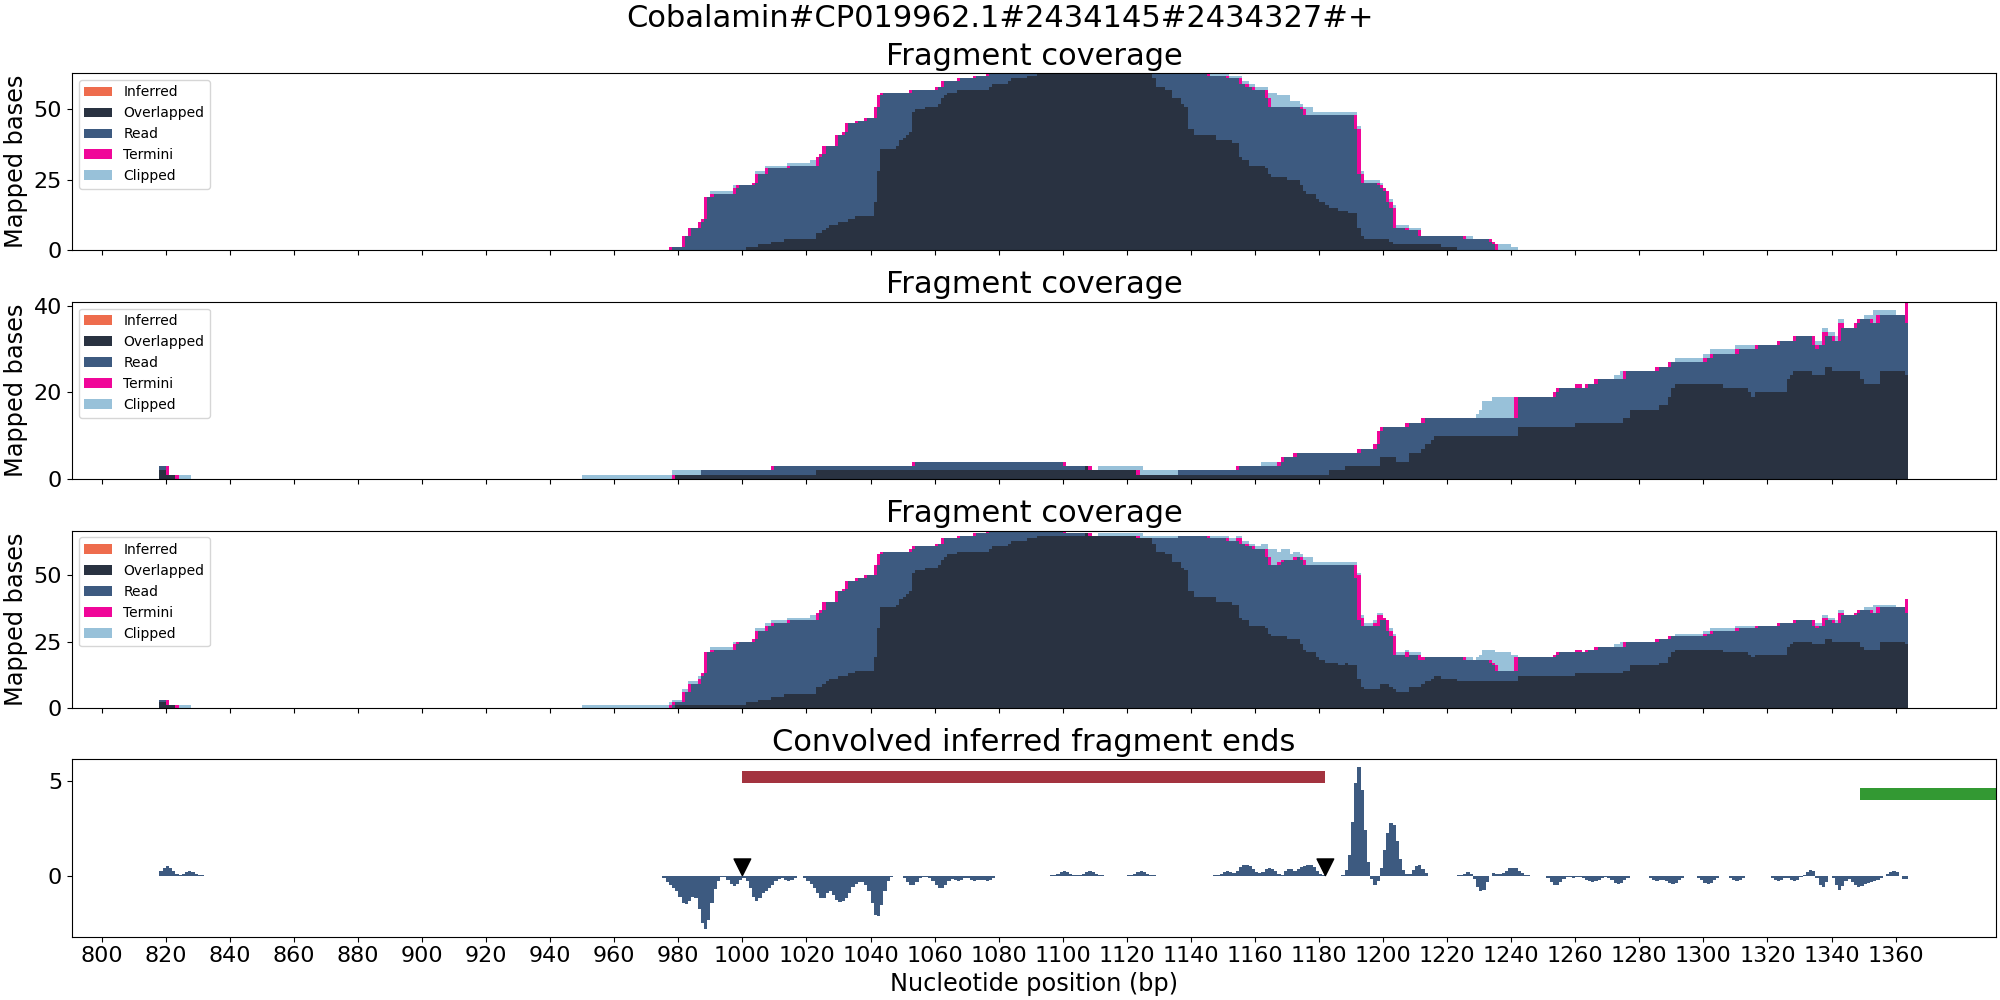 Cobalamin#CP019962.1#2434145#2434327#+
Fragment coverage
Mapped bases
50
25
0
Inferred
Overlapped
Read
Termini
Clipped
Fragment coverage
Mapped bases
40
20
0
Inferred
Overlapped
Read
Termini
Clipped
Fragment coverage
Mapped bases
50
25
0
Inferred
Overlapped
Read
Termini
Clipped
Convolved inferred fragment ends
5
0
800 820 840 860 880 900 920 940 960 980 1000 1020 1040 1060 1080 1100 1120 1140 1160 1180 1200 1220 1240 1260 1280 1300 1320 1340 1360
Nucleotide position (bp)